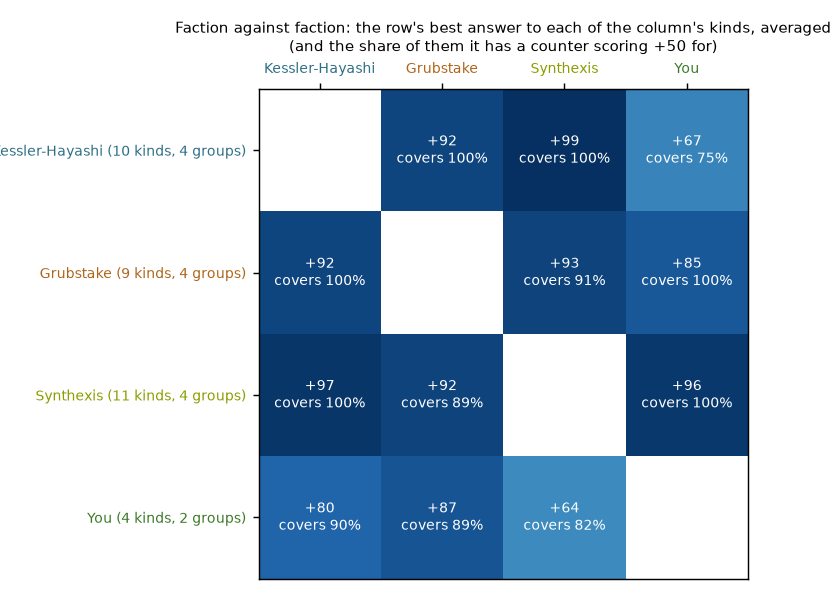 Faction against faction: the row's best answer to each of the column's kinds, averaged
(and the share of them it has a counter scoring +50 for)
Kessler-Hayashi Grubstake Synthexis You
essler-Hayashi (10 kinds, 4 groups)
+92
covers 100%
+99
covers 100%
+67
covers 75%
Grubstake (9 kinds, 4 groups)
+92
covers 100%
+93
covers 91%
+85
covers 100%
Synthexis (11 kinds, 4 groups)
+97
covers 100%
+92
covers 89%
+96
covers 100%
You (4 kinds, 2 groups)
+80
covers 90%
+87
covers 89%
+64
covers 82%